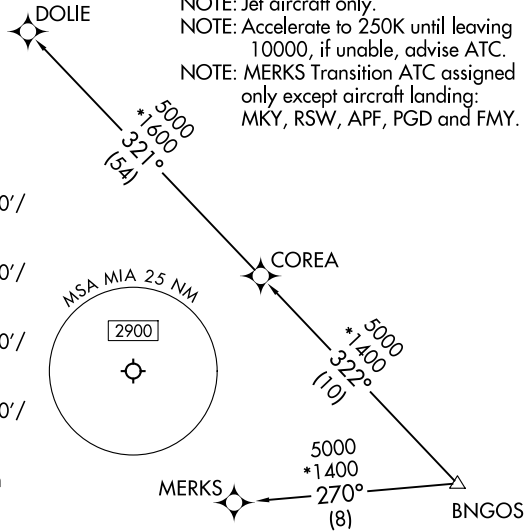 DOLIE
NOTE: Jet aircraft only.
NOTE: Accelerate to 250K until leaving
10000, if unable, advise ATC.
NOTE: MERKS Transition ATC assigned
only except aircraft landing:
MKY, RSW, APF, PGD and FMY.
5000
*1600
321°
(54)
0'/
0'/
0'/
0'/
COREA
MSA MIA 25 NM
2900
5000
*1400
322°
(10)
5000
*1400
270°
(8)
MERKS
BNGOS